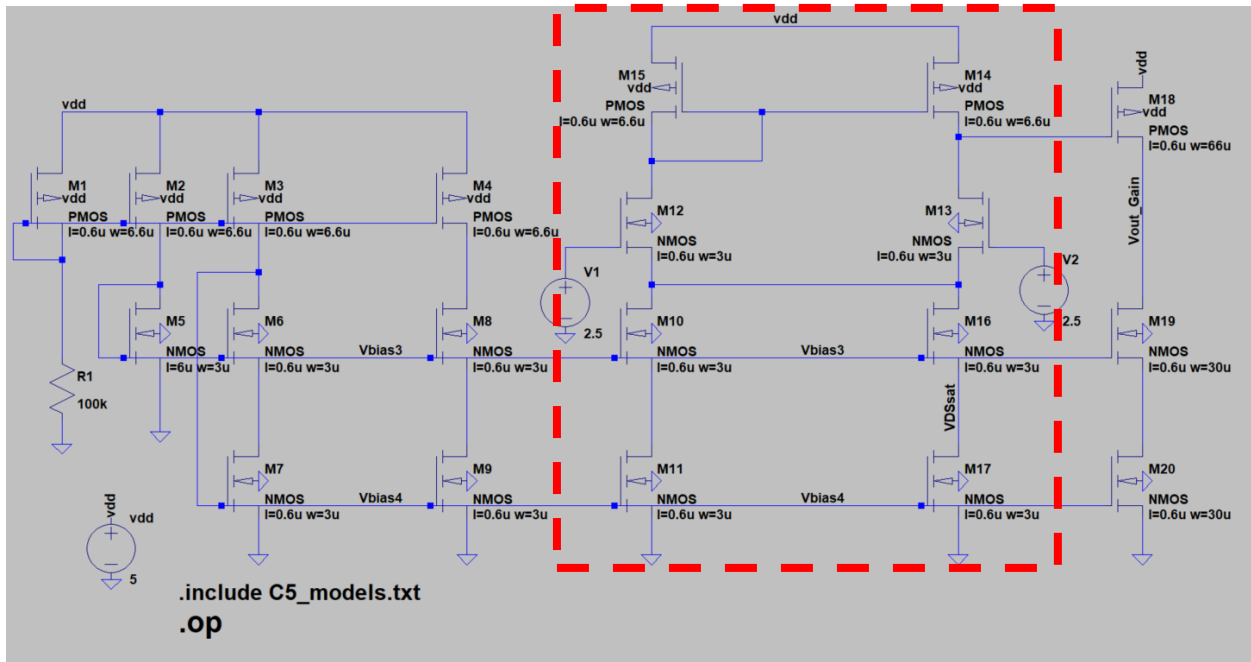 vdd
M15
vdd
PMOS
l=0.6u w=6.6u
M14
vdd
PMOS
l=0.6u w=6.6u
vdd
M18
vdd
PMOS
l=0.6u w=66u
vdd
M1
vdd
PMOS
l=0.6u w=6.6u
M2
vdd
PMOS
l=0.6u w=6.6u
M3
vdd
PMOS
l=0.6u w=6.6u
M4
vdd
PMOS
l=0.6u w=6.6u
M12
NMOS
l=0.6u w=3u
M13
NMOS
l=0.6u w=3u
Vout_Gain
V1
2.5
V2
2.5
M5
NMOS
l=6u w=3u
M6
NMOS
l=0.6u w=3u
Vbias3
M8
NMOS
l=0.6u w=3u
M10
NMOS
l=0.6u w=3u
Vbias3
M16
NMOS
l=0.6u w=3u
M19
NMOS
l=0.6u w=30u
R1
100k
VDSsat
M7
NMOS
l=0.6u w=3u
Vbias4
M9
NMOS
l=0.6u w=3u
M11
NMOS
l=0.6u w=3u
Vbias4
M17
NMOS
l=0.6u w=3u
M20
NMOS
l=0.6u w=30u
vdd
vdd
5
.include C5_models.txt
.op